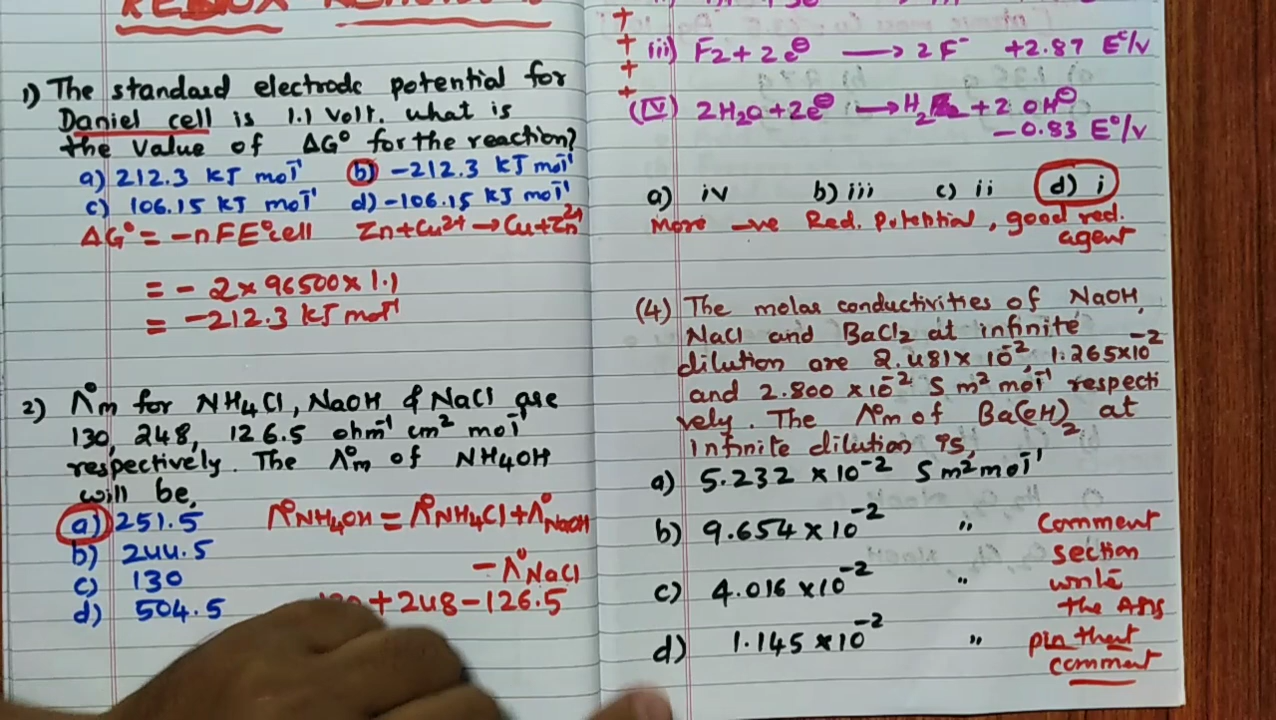 REDOX
1) The standard electrode potential for
Daniel cell is 1.1 Volt. what is
the Value of ΔG° for the reaction?
a) 212.3 kJ mol⁻¹ b) -212.3 kJ mol⁻¹
c) 106.15 kJ mol⁻¹ d) -106.15 kJ mol⁻¹
ΔG° = -nFE°cell Zn+Cu²⁺ → Cu+Zn²⁺
= - 2×96500×1.1
= -212.3 kJ mol⁻¹
2) Λ°m for NH₄Cl, NaOH & NaCl are
130, 248, 126.5 ohm⁻¹ cm² mol⁻¹
respectively. The Λ°m of NH₄OH
will be,
a) 251.5 Λ°NH₄OH = Λ°NH₄Cl + Λ°NaOH
b) 244.5
- Λ°NaCl
c) 130
d) 504.5 +248-126.5
iii) F₂ + 2e⊖ → 2F⁻ +2.87 E°/v
(IV) 2H₂O + 2e⊖ → H₂ + 2OH⊖
-0.83 E°/v
a) iv b) iii c) ii d) i
More -ve Red. Potential, good red.
agent
(4) The molar conductivities of NaOH,
NaCl and BaCl₂ at infinite
dilution are 2.481×10⁻², 1.265×10⁻²
and 2.800×10⁻² S m² mol⁻¹ respecti
vely. The Λ°m of Ba(OH)₂ at
infinite dilution is,
a) 5.232 × 10⁻² S m² mol⁻¹
b) 9.654 × 10⁻² "
c) 4.016 × 10⁻² "
d) 1.145 × 10⁻² "
Comment
section
write
the Ans
pin that
comment